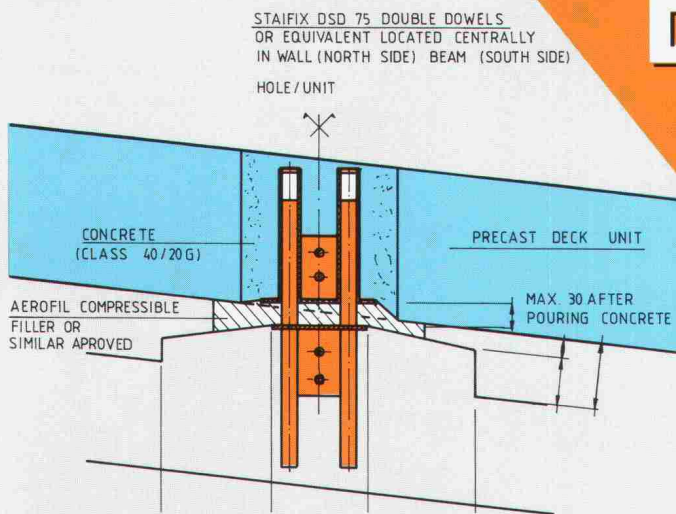 STAIFIX DSD 75 DOUBLE DOWELS
OR EQUIVALENT LOCATED CENTRALLY
IN WALL (NORTH SIDE) BEAM (SOUTH SIDE)
HOLE/UNIT
CONCRETE
(CLASS 40/20G)
PRECAST DECK UNIT
AEROFIL COMPRESSIBLE
FILLER OR
SIMILAR APROVED
MAX. 30 AFTER
POURING CONCRETE